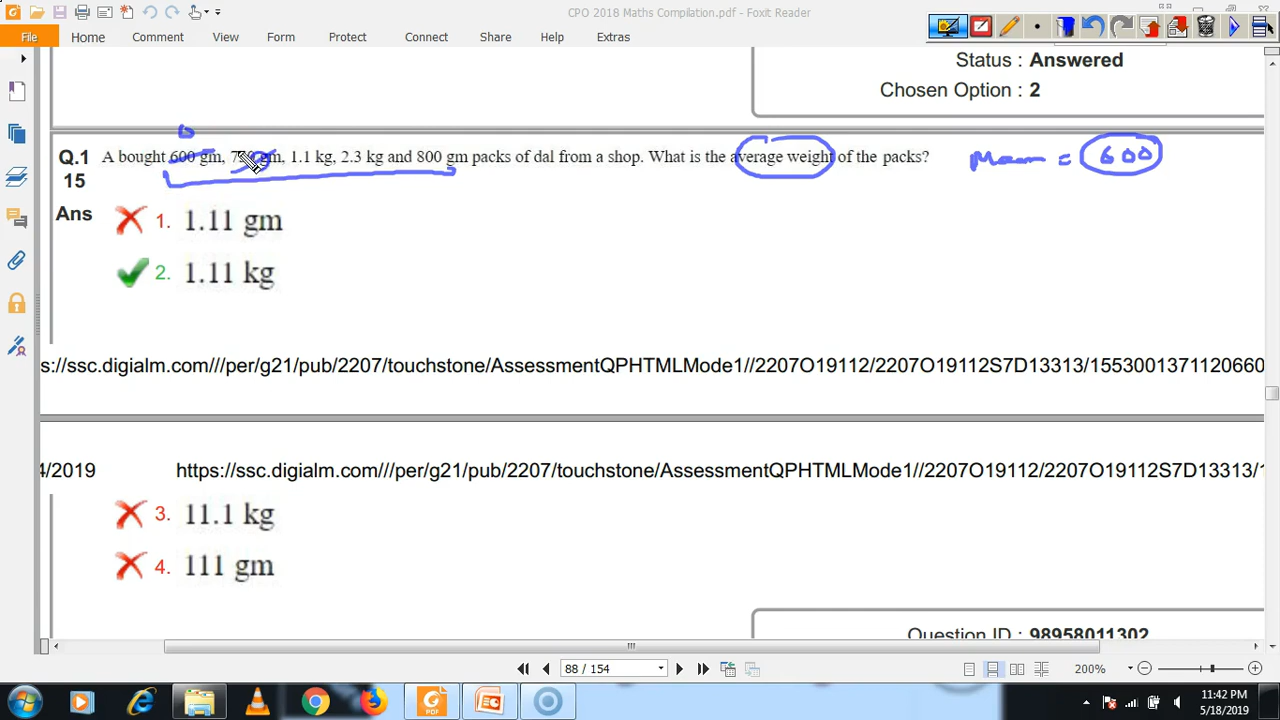 CPO 2018 Maths Compilation.pdf - Foxit Reader
File Home Comment View Form Protect Connect Share Help Extras
Status : Answered
Chosen Option : 2
0
Q.1 A bought 600 gm, gm, 1.1 kg, 2.3 kg and 800 gm packs of dal from a shop. What is the average weight of the packs? Mean = 600
15
Ans 1. 1.11 gm
2. 1.11 kg
s://ssc.digialm.com///per/g21/pub/2207/touchstone/AssessmentQPHTMLMode1//2207O19112/2207O19112S7D13313/1553001371120660
4/2019 https://ssc.digialm.com///per/g21/pub/2207/touchstone/AssessmentQPHTMLMode1//2207O19112/2207O19112S7D13313/1
3. 11.1 kg
4. 111 gm
Question ID : 98958011302
88 / 154 200%
PDF
11:42 PM
5/18/2019